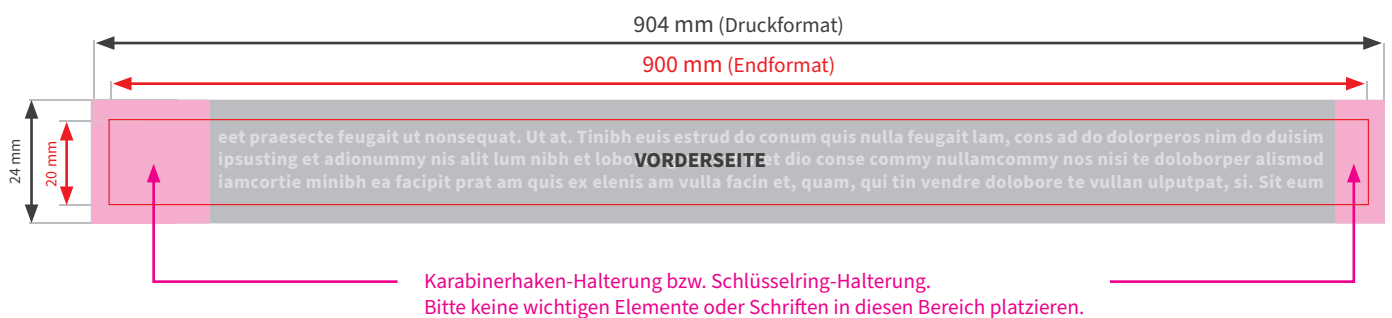 904 mm (Druckformat)
900 mm (Endformat)
24 mm
20 mm
eet praesecte feugait ut nonsequat. Ut at. Tinibh euis estrud do conum quis nulla feugait lam, cons ad do dolorperos nim do duisim
ipsusting et adionummy nis alit lum nibh et lobo VORDERSEITE et dio conse commy nullamcommy nos nisi te doloborper alismod
iamcortie minibh ea facipit prat am quis ex elenis am vulla facin et, quam, qui tin vendre dolobore te vullan ulputpat, si. Sit eum
Karabinerhaken-Halterung bzw. Schlüsselring-Halterung.
Bitte keine wichtigen Elemente oder Schriften in diesen Bereich platzieren.